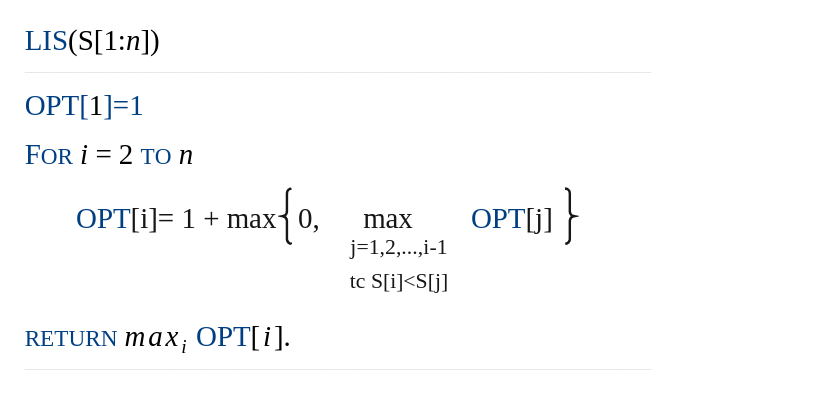 LIS(S[1:n])
OPT[1]=1
FOR i = 2 TO n
OPT[i]= 1 + max{0, max OPT[j] }
j=1,2,...,i-1
tc S[i]<S[j]
RETURN max_i OPT[i].